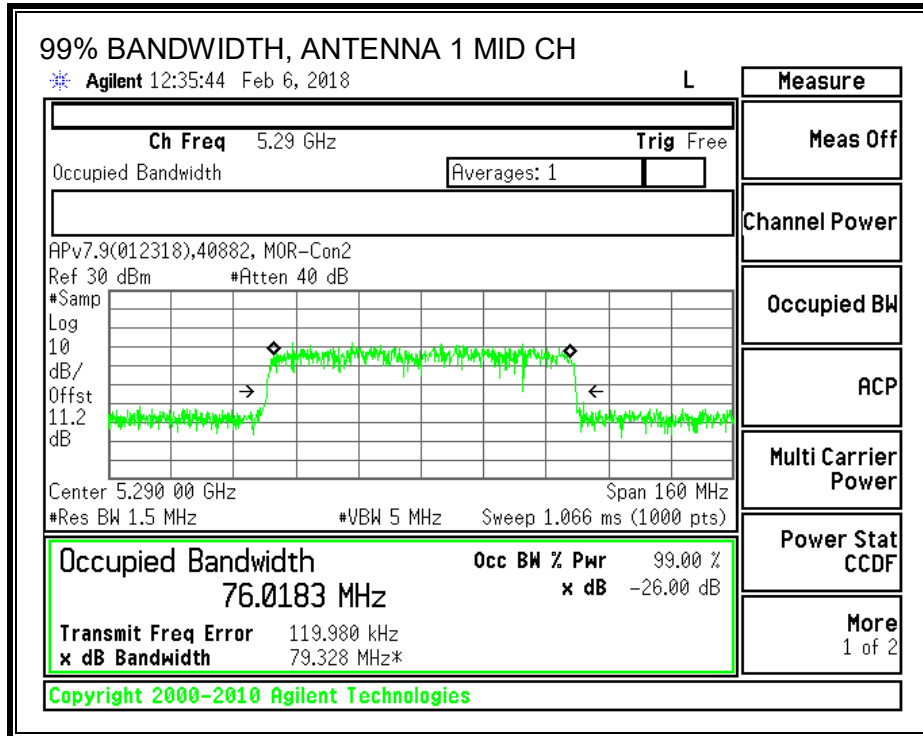 99% BANDWIDTH, ANTENNA 1 MID CH
Agilent 12:35:44 Feb 6, 2018 L
Measure
Ch Freq 5.29 GHz Trig Free
Occupied Bandwidth Averages: 1
APv7.9(012318),40882, MOR-Con2
Ref 30 dBm #Atten 40 dB
#Samp
Log
10
dB/
Offst
11.2
dB
Center 5.290 00 GHz Span 160 MHz
#Res BW 1.5 MHz #VBW 5 MHz Sweep 1.066 ms (1000 pts)
Occupied Bandwidth Occ BW % Pwr 99.00 %
76.0183 MHz x dB -26.00 dB
Transmit Freq Error 119.980 kHz
x dB Bandwidth 79.328 MHz*
Meas Off
Channel Power
Occupied BW
ACP
Multi Carrier
Power
Power Stat
CCDF
More
1 of 2
Copyright 2000-2010 Agilent Technologies